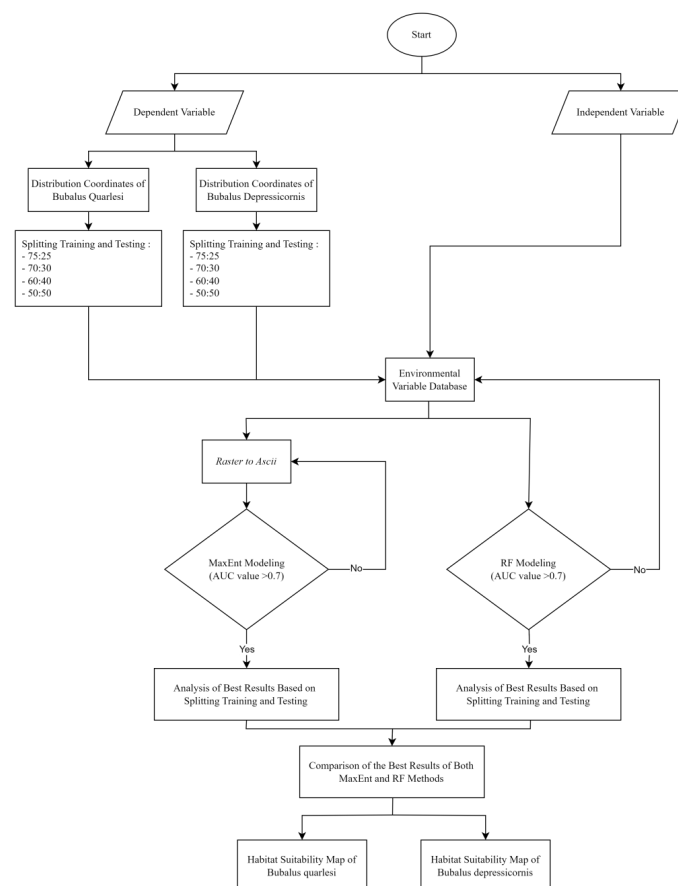 Start
Dependent Variable
Independent Variable
Distribution Coordinates of
Bubalus Quarlesi
Distribution Coordinates of
Bubalus Depressicornis
Splitting Training and Testing :
- 75:25
- 70:30
- 60:40
- 50:50
Splitting Training and Testing :
- 75:25
- 70:30
- 60:40
- 50:50
Environmental
Variable Database
Raster to Ascii
MaxEnt Modeling
(AUC value >0.7)
No
RF Modeling
(AUC value >0.7)
No
Yes
Yes
Analysis of Best Results Based on
Splitting Training and Testing
Analysis of Best Results Based on
Splitting Training and Testing
Comparison of the Best Results of Both
MaxEnt and RF Methods
Habitat Suitability Map of
Bubalus quarlesi
Habitat Suitability Map of
Bubalus depressicornis